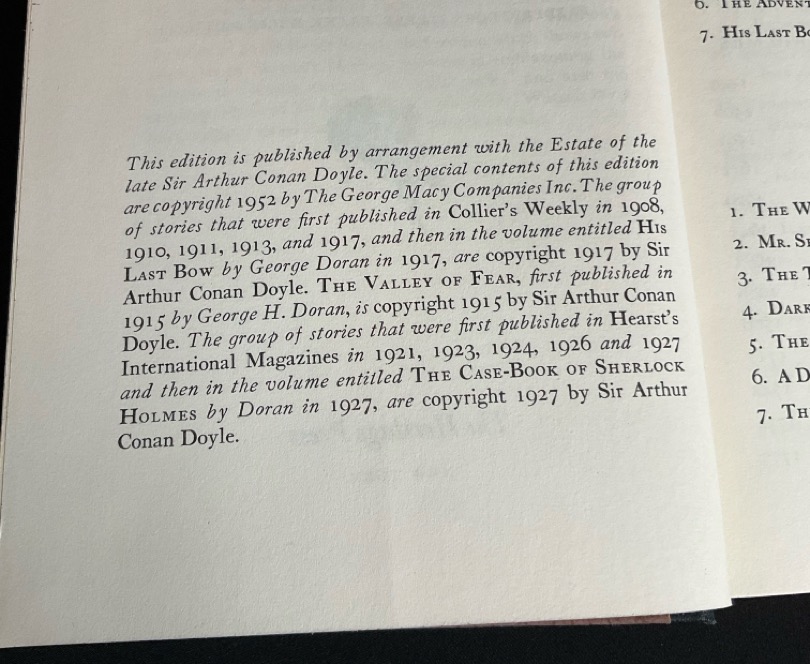 This edition is published by arrangement with the Estate of the
late Sir Arthur Conan Doyle. The special contents of this edition
are copyright 1952 by The George Macy Companies Inc. The group
of stories that were first published in Collier's Weekly in 1908,
1910, 1911, 1913, and 1917, and then in the volume entitled HIS
LAST BOW by George Doran in 1917, are copyright 1917 by Sir
Arthur Conan Doyle. THE VALLEY OF FEAR, first published in
1915 by George H. Doran, is copyright 1915 by Sir Arthur Conan
Doyle. The group of stories that were first published in Hearst's
International Magazines in 1921, 1923, 1924, 1926 and 1927
and then in the volume entitled THE CASE-BOOK OF SHERLOCK
HOLMES by Doran in 1927, are copyright 1927 by Sir Arthur
Conan Doyle.
6. THE ADVENT
7. HIS LAST BO
1. THE W
2. MR. SH
3. THE T
4. DARK
5. THE
6. A D
7. TH